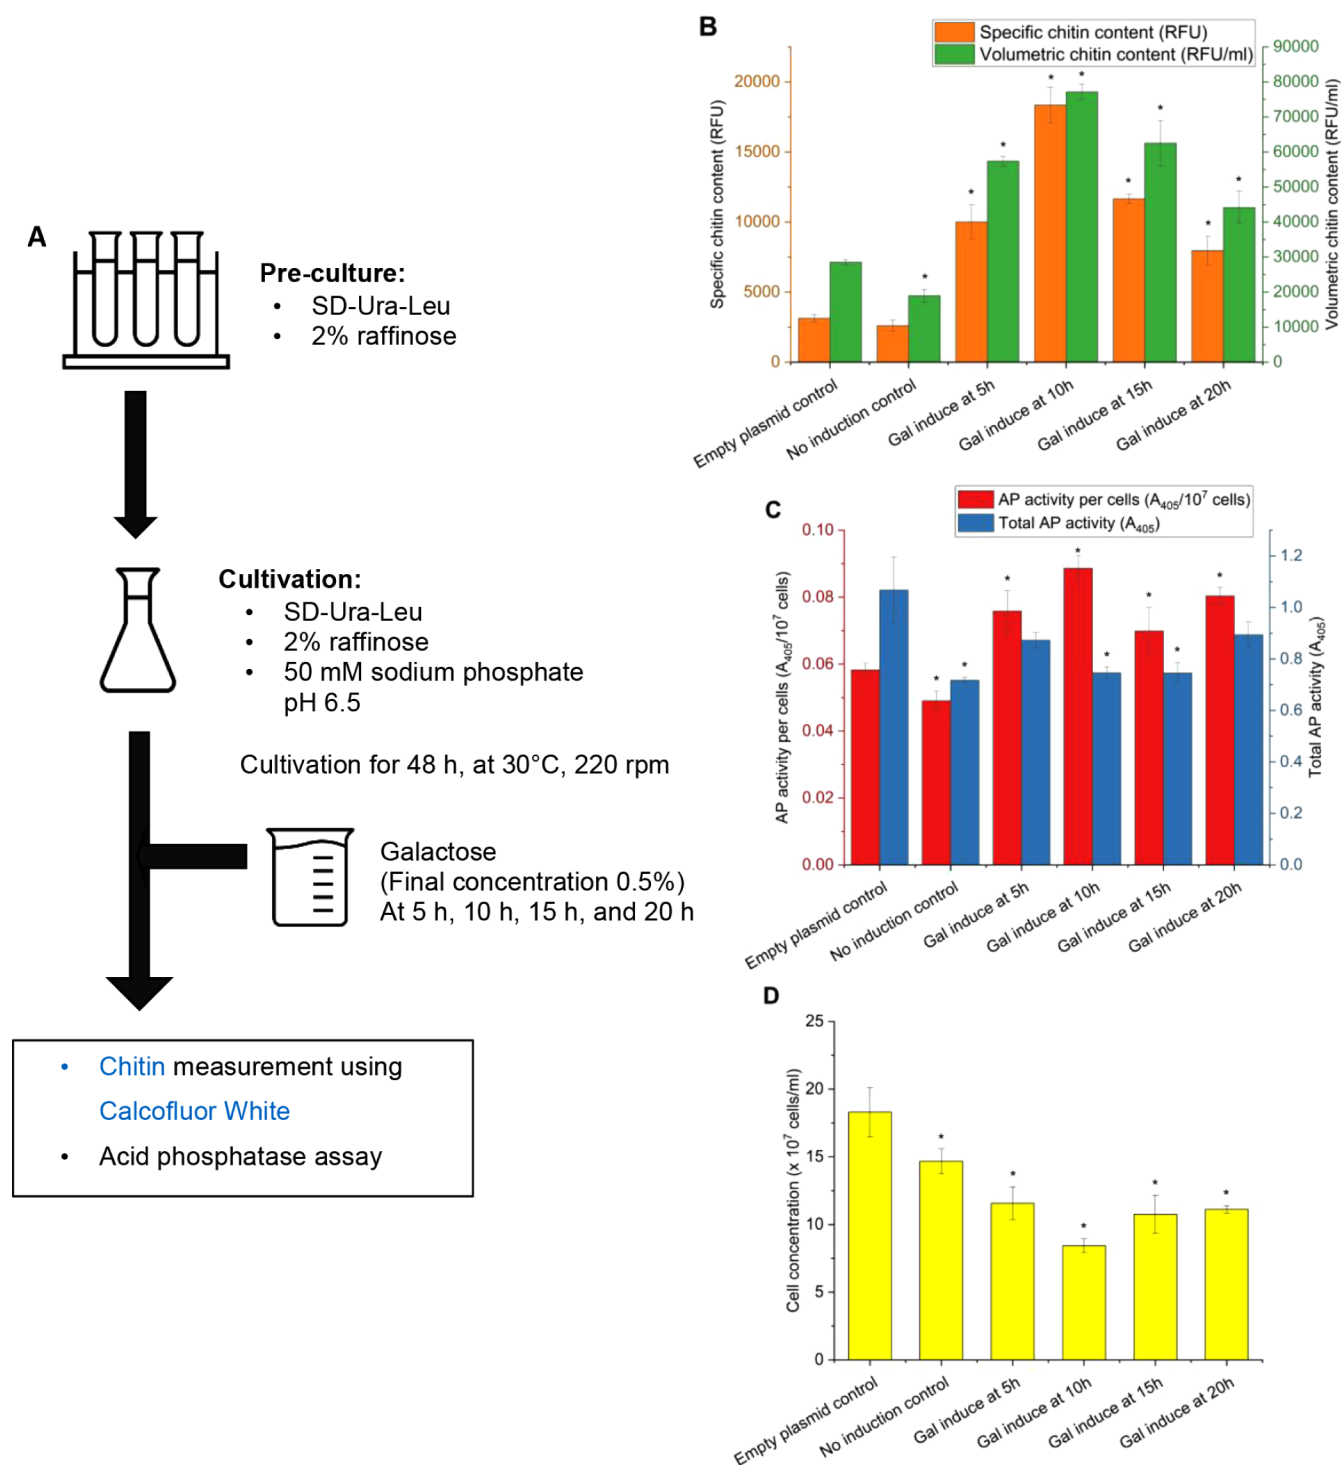 A
Pre-culture:
• SD-Ura-Leu
• 2% raffinose
Cultivation:
• SD-Ura-Leu
• 2% raffinose
• 50 mM sodium phosphate
pH 6.5
Cultivation for 48 h, at 30°C, 220 rpm
Galactose
(Final concentration 0.5%)
At 5 h, 10 h, 15 h, and 20 h
• Chitin measurement using
Calcofluor White
• Acid phosphatase assay
B
Specific chitin content (RFU)
Volumetric chitin content (RFU/ml)
Specific chitin content (RFU)
20000
15000
10000
5000
0
* * * * * * * * *
90000
80000
70000
60000
50000
40000
30000
20000
10000
0
Volumetric chitin content (RFU/ml)
Empty plasmid control
No induction control
Gal induce at 5h
Gal induce at 10h
Gal induce at 15h
Gal induce at 20h
C
AP activity per cells (A₄₀₅/10⁷ cells)
Total AP activity (A₄₀₅)
AP activity per cells (A₄₀₅/10⁷ cells)
0.10
0.08
0.06
0.04
0.02
0.00
* * * * * * * *
1.2
1.0
0.8
0.6
0.4
0.2
0.0
Total AP activity (A₄₀₅)
Empty plasmid control
No induction control
Gal induce at 5h
Gal induce at 10h
Gal induce at 15h
Gal induce at 20h
D
Cell concentration (x 10⁷ cells/ml)
25
20
15
10
5
0
* * * * *
Empty plasmid control
No induction control
Gal induce at 5h
Gal induce at 10h
Gal induce at 15h
Gal induce at 20h